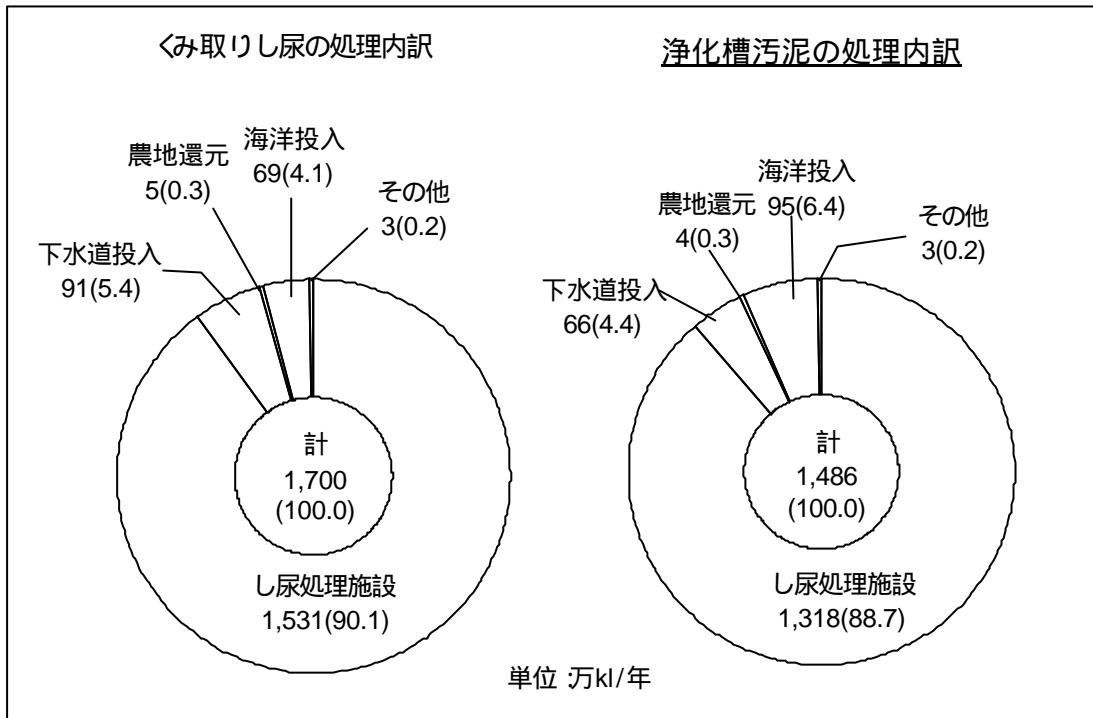 くみ取りし尿の処理内訳
農地還元
5(0.3)
海洋投入
69(4.1)
その他
3(0.2)
下水道投入
91(5.4)
計
1,700
(100.0)
し尿処理施設
1,531(90.1)
浄化槽汚泥の処理内訳
農地還元
4(0.3)
海洋投入
95(6.4)
その他
3(0.2)
下水道投入
66(4.4)
計
1,486
(100.0)
し尿処理施設
1,318(88.7)
単位:万kl/年